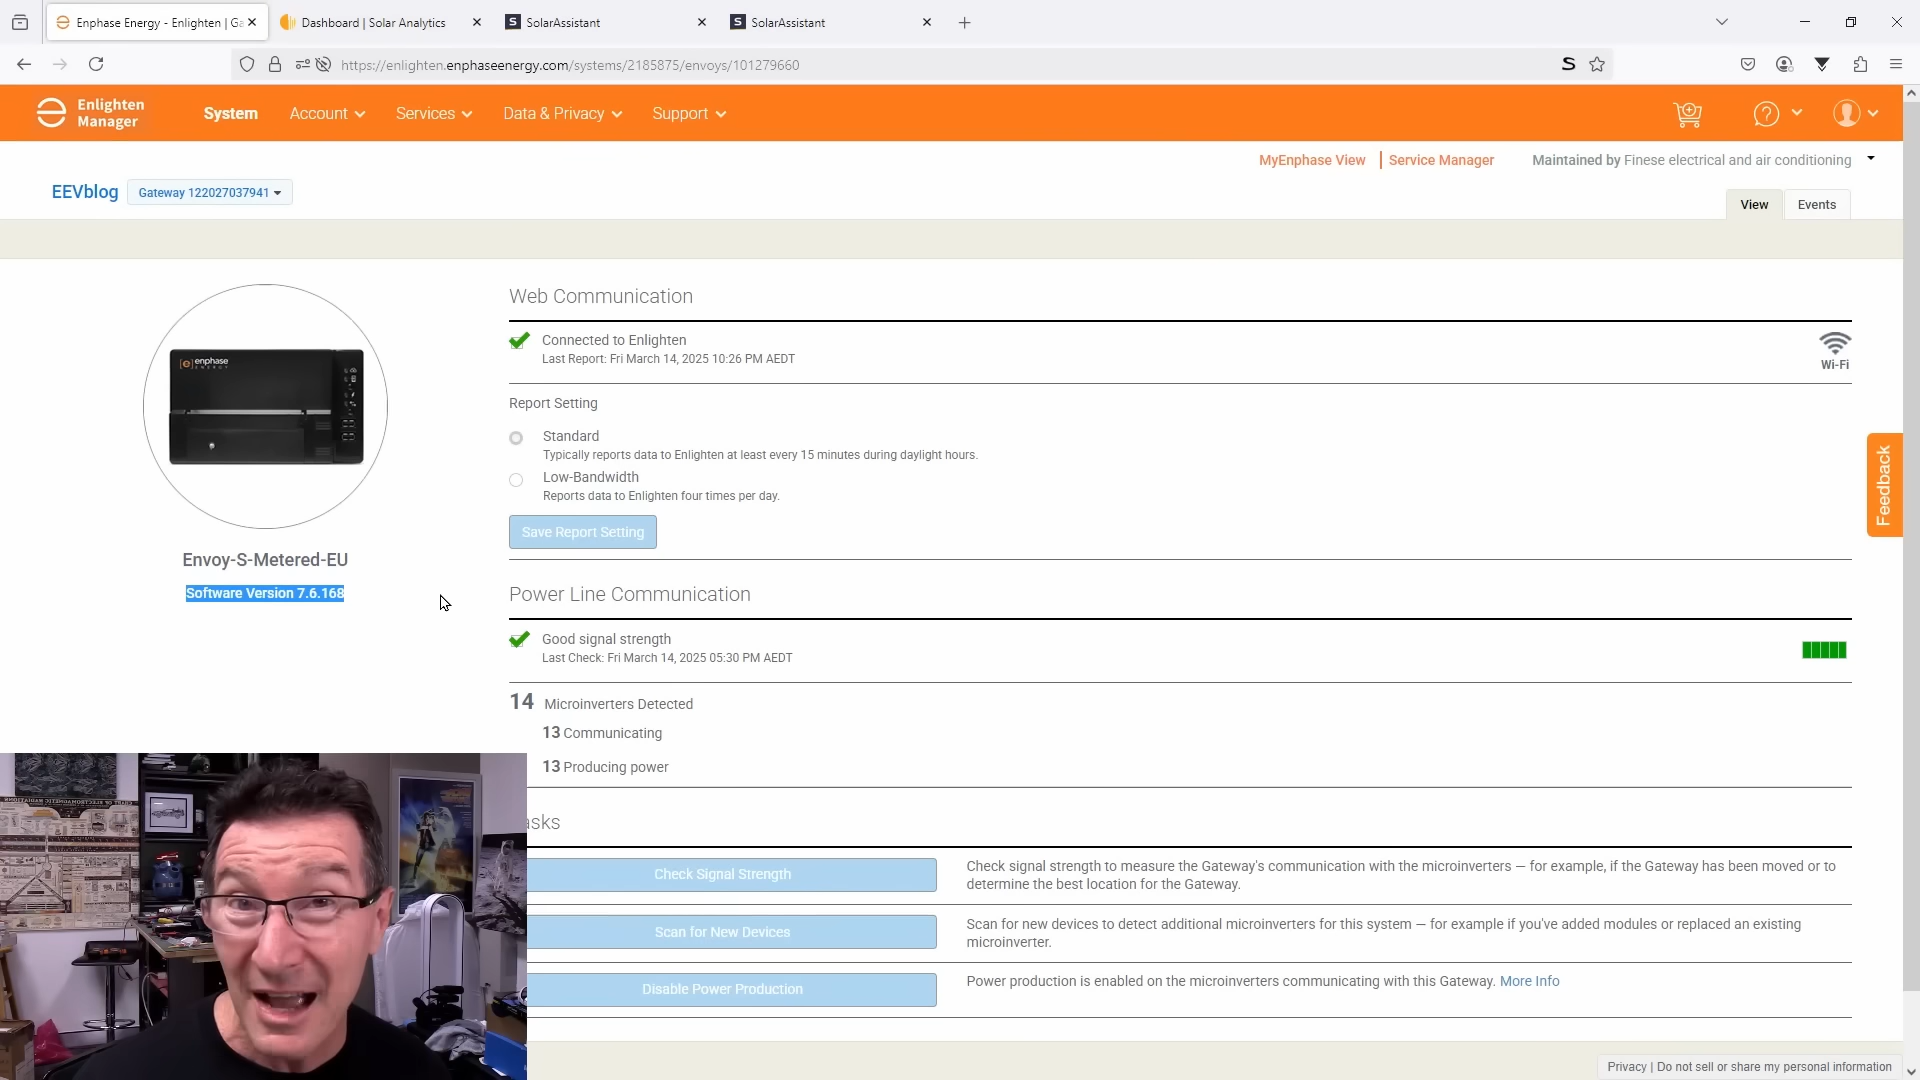 Enphase Energy - Enlighten | Ga
Dashboard | Solar Analytics
SolarAssistant
SolarAssistant
https://enlighten.enphaseenergy.com/systems/2185875/envoys/101279660
Enlighten Manager
System
Account
Services
Data & Privacy
Support
MyEnphase View
Service Manager
Maintained by Finese electrical and air conditioning
EEVblog
Gateway 122027037941
View
Events
enphase
ENERGY
Envoy-S-Metered-EU
Software Version 7.6.168
Web Communication
Connected to Enlighten
Last Report: Fri March 14, 2025 10:26 PM AEDT
Wi-Fi
Report Setting
Standard
Typically reports data to Enlighten at least every 15 minutes during daylight hours.
Low-Bandwidth
Reports data to Enlighten four times per day.
Save Report Setting
Feedback
Power Line Communication
Good signal strength
Last Check: Fri March 14, 2025 05:30 PM AEDT
14 Microinverters Detected
13 Communicating
13 Producing power
asks
Check Signal Strength
Check signal strength to measure the Gateway's communication with the microinverters — for example, if the Gateway has been moved or to
determine the best location for the Gateway.
Scan for New Devices
Scan for new devices to detect additional microinverters for this system — for example if you've added modules or replaced an existing
microinverter.
Disable Power Production
Power production is enabled on the microinverters communicating with this Gateway. More Info
Privacy | Do not sell or share my personal information